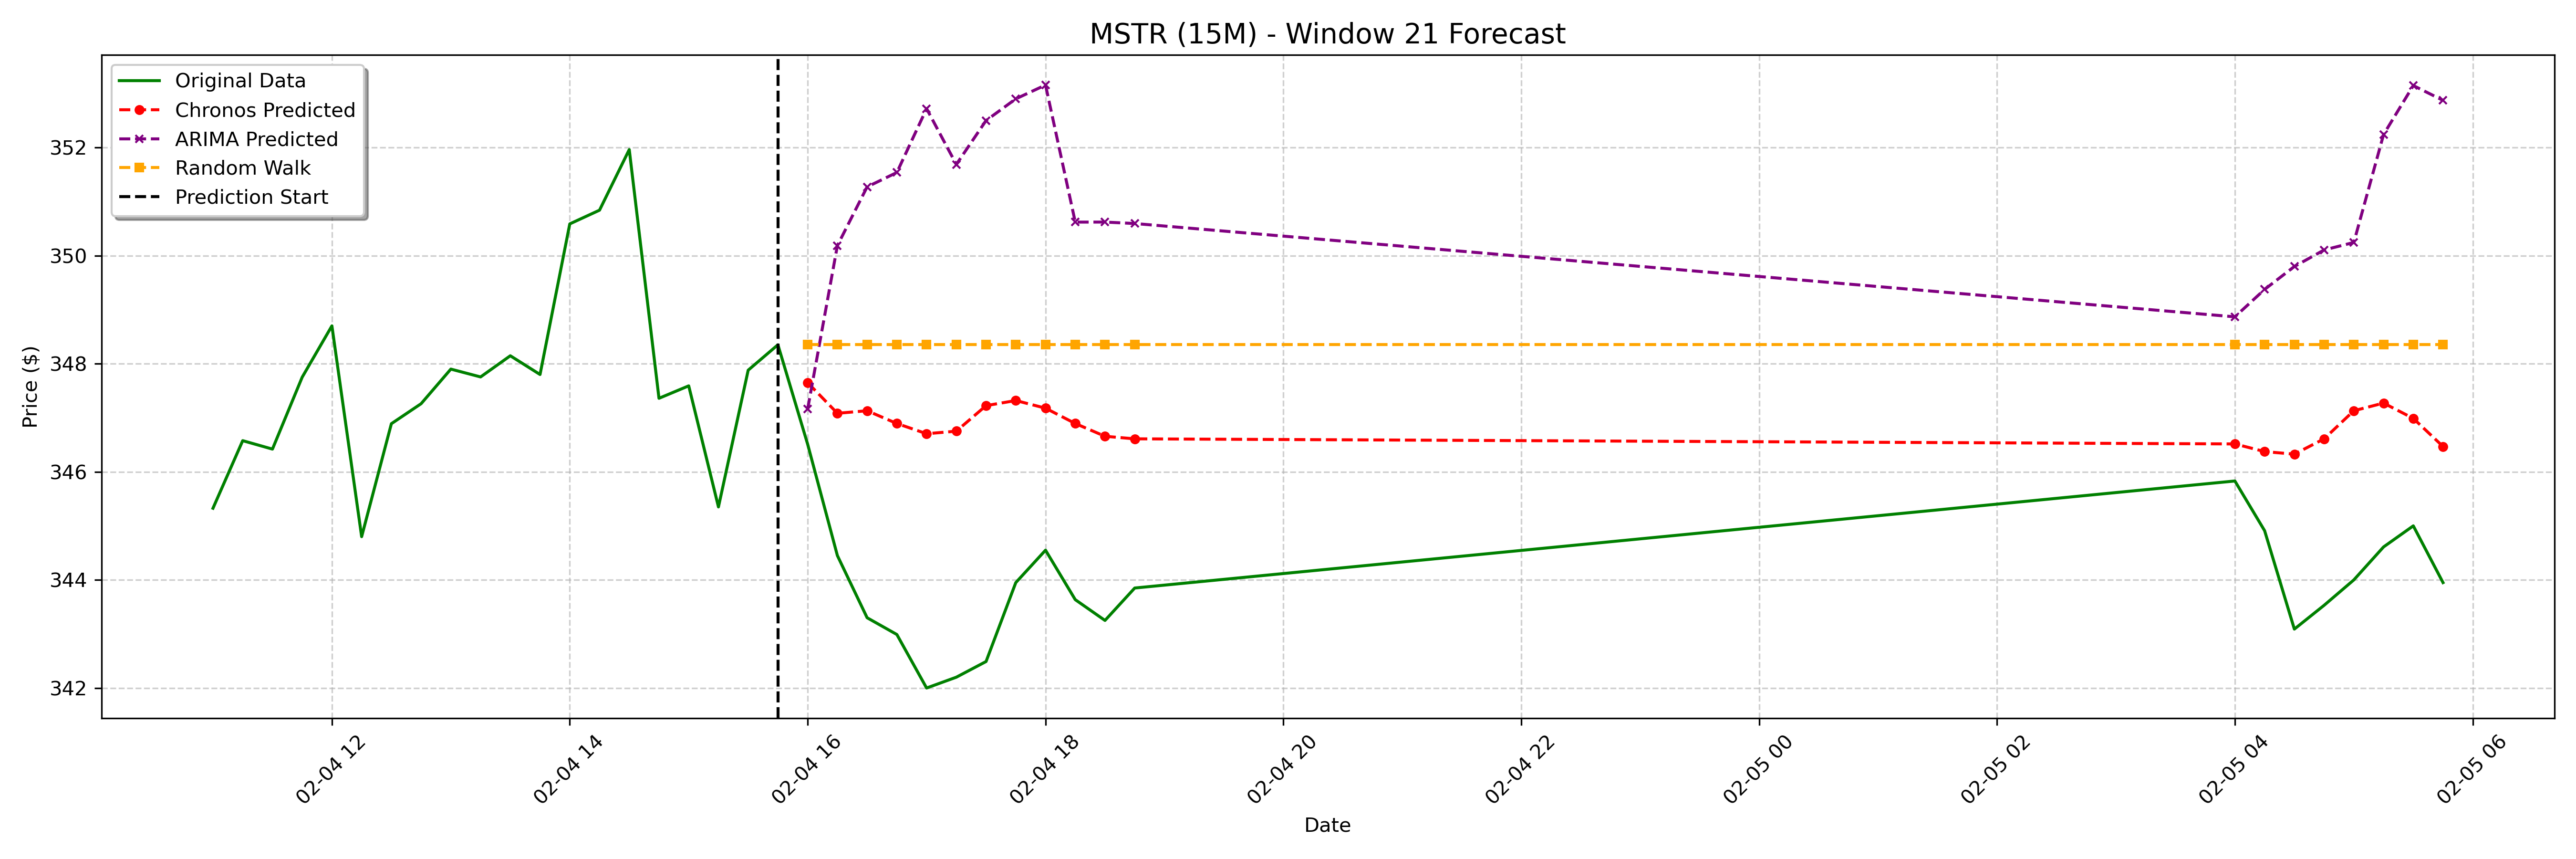 MSTR (15M) - Window 21 Forecast
Original Data
Chronos Predicted
ARIMA Predicted
Random Walk
Prediction Start
Price ($)
352
350
348
346
344
342
02-04 12
02-04 14
02-04 16
02-04 18
02-04 20
02-04 22
02-05 00
02-05 02
02-05 04
02-05 06
Date